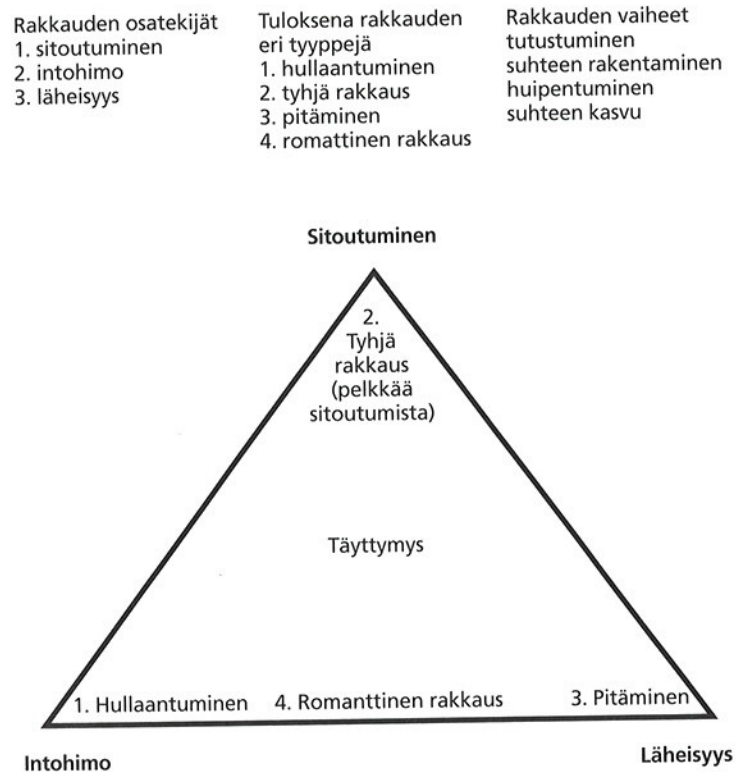 Rakkauden osatekijät
1. sitoutuminen
2. intohimo
3. läheisyys
Tuloksena rakkauden
eri tyyppejä
1. hullaantuminen
2. tyhjä rakkaus
3. pitäminen
4. romattinen rakkaus
Rakkauden vaiheet
tutustuminen
suhteen rakentaminen
huipentuminen
suhteen kasvu
Sitoutuminen
2.
Tyhjä
rakkaus
(pelkkää
sitoutumista)
Täyttymys
1. Hullaantuminen
4. Romanttinen rakkaus
3. Pitäminen
Intohimo
Läheisyys